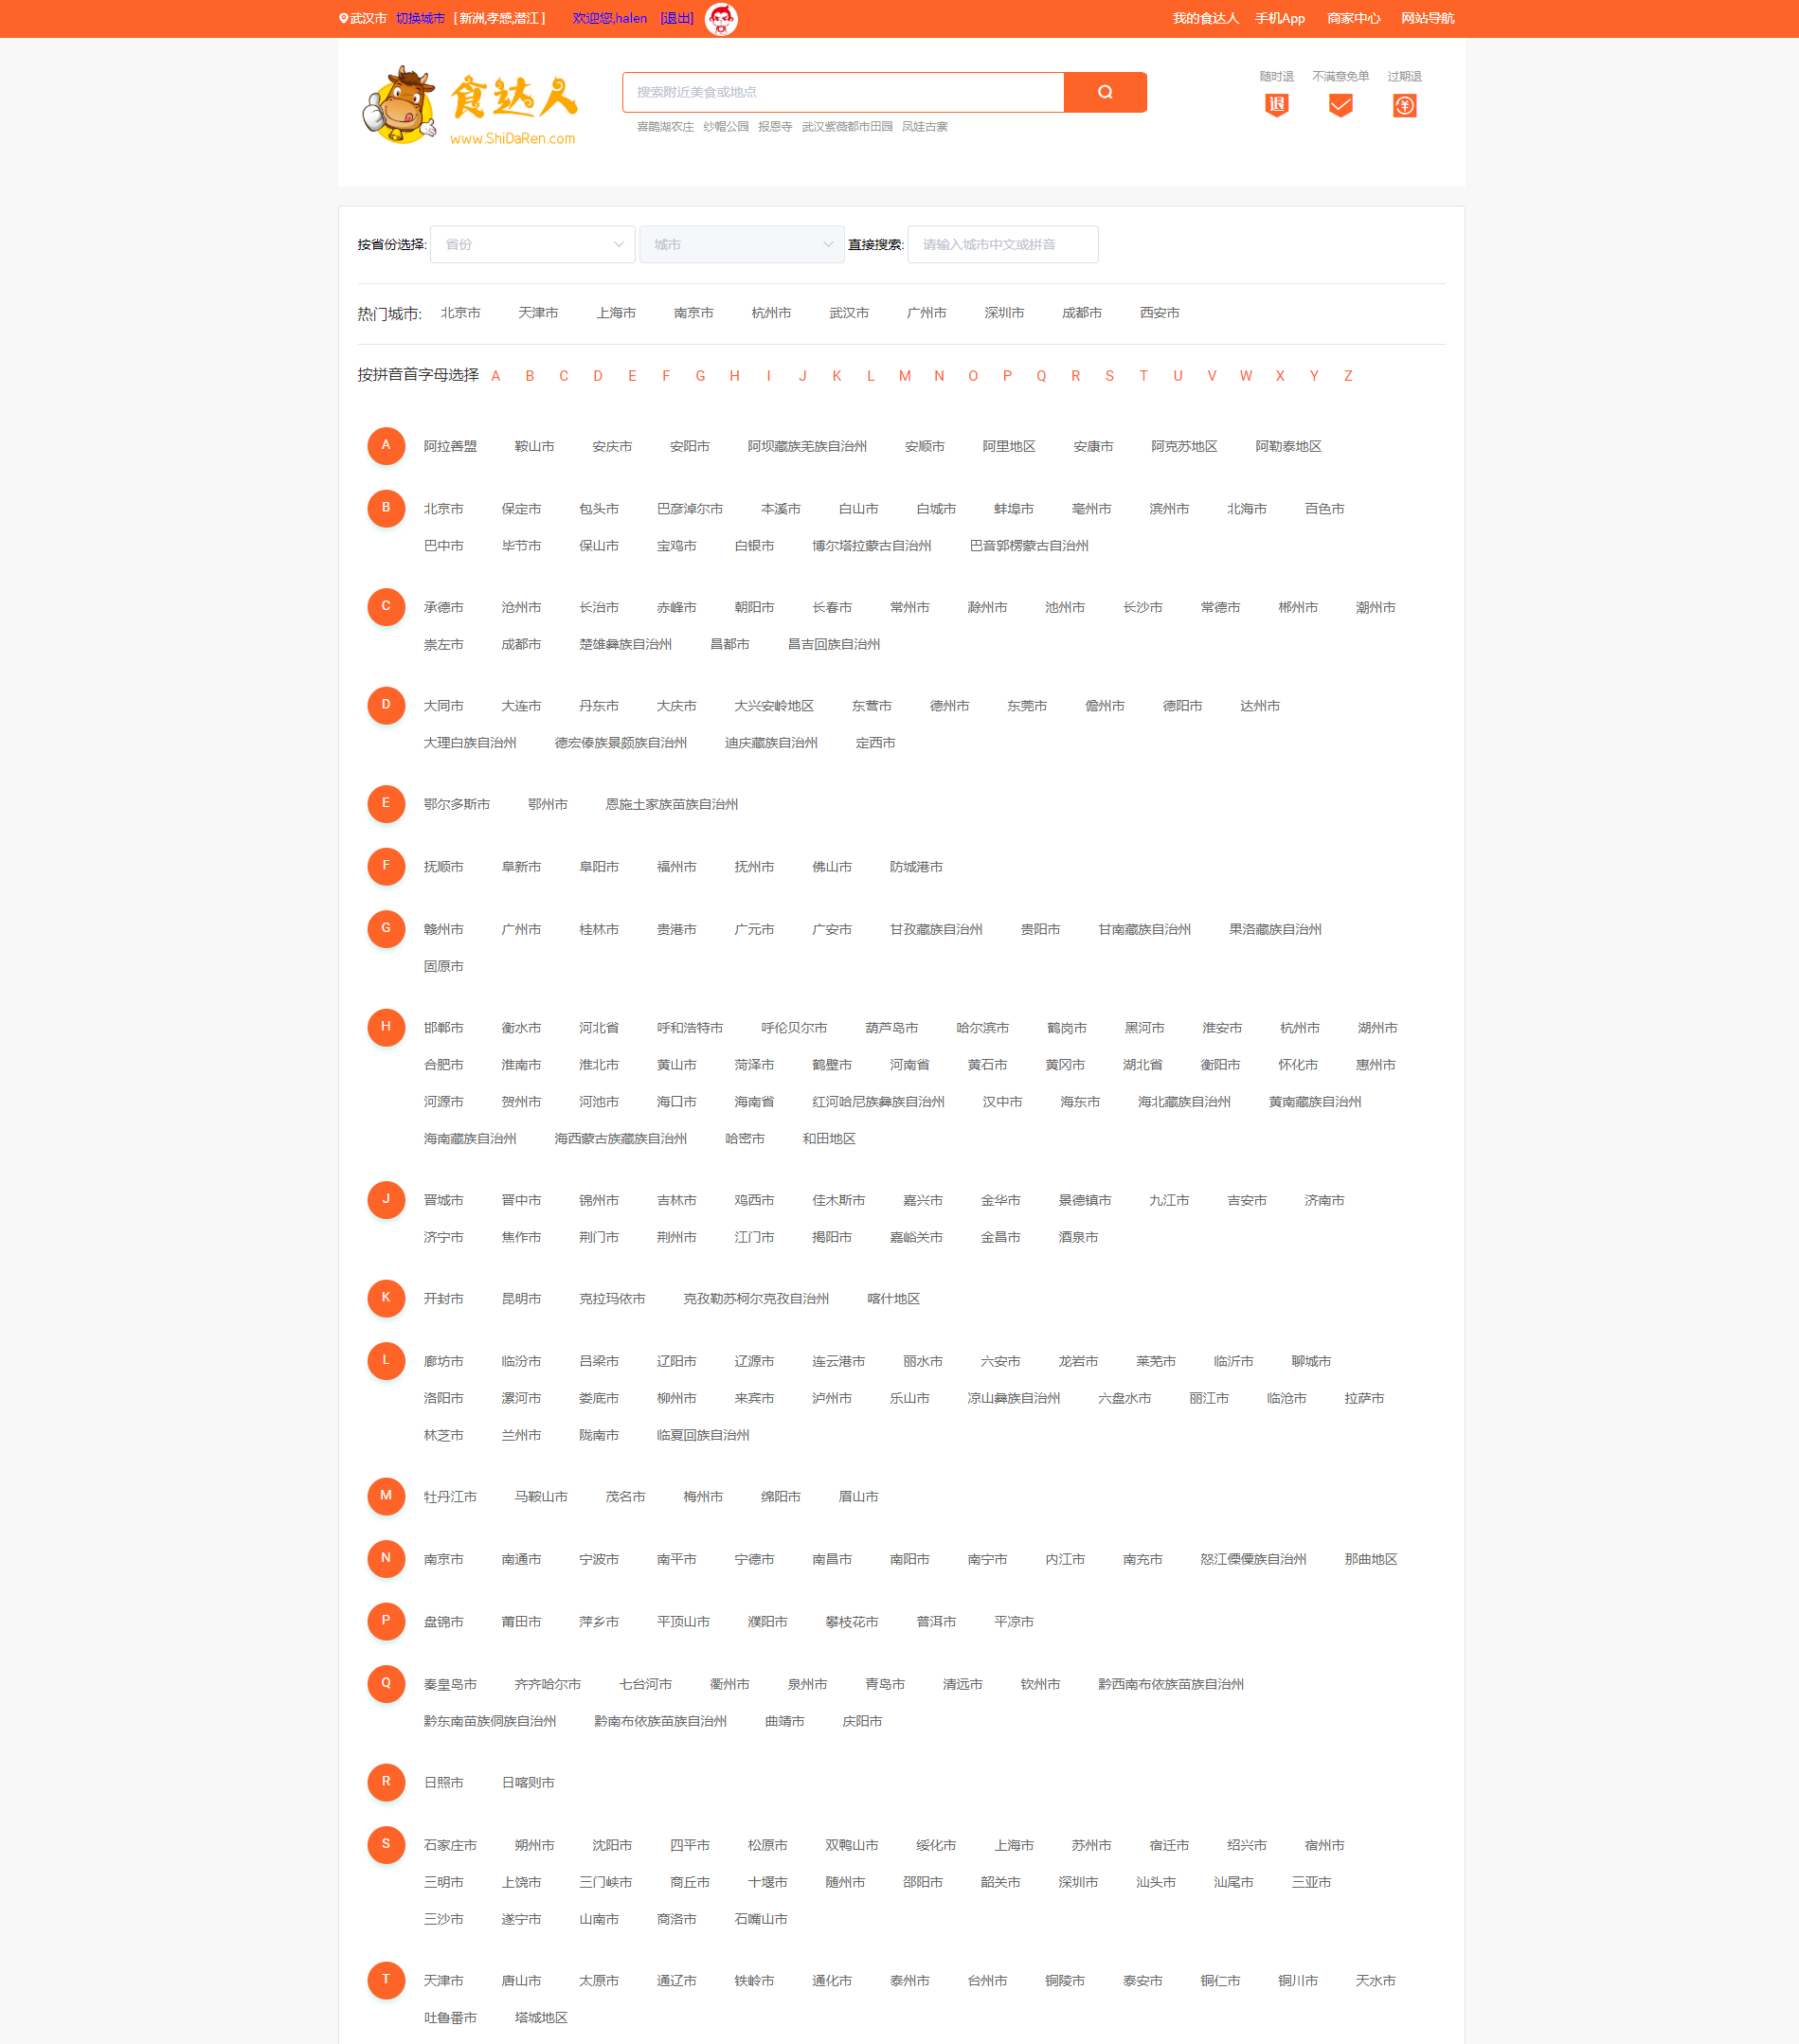 武汉市 切换城市 [ 新洲,孝感,潜江 ] 欢迎您,halen [退出] 我的食达人 手机App 商家中心 网站导航
食达人
www.ShiDaRen.com
搜索附近美食或地点
喜鹊湖农庄 纱帽公园 报恩寺 武汉紫薇都市田园 凤娃古寨
随时退 不满意免单 过期退
退
按省份选择: 省份 城市 直接搜索: 请输入城市中文或拼音
热门城市: 北京市 天津市 上海市 南京市 杭州市 武汉市 广州市 深圳市 成都市 西安市
按拼音首字母选择 A B C D E F G H I J K L M N O P Q R S T U V W X Y Z
A 阿拉善盟 鞍山市 安庆市 安阳市 阿坝藏族羌族自治州 安顺市 阿里地区 安康市 阿克苏地区 阿勒泰地区
B 北京市 保定市 包头市 巴彦淖尔市 本溪市 白山市 白城市 蚌埠市 亳州市 滨州市 北海市 百色市
巴中市 毕节市 保山市 宝鸡市 白银市 博尔塔拉蒙古自治州 巴音郭楞蒙古自治州
C 承德市 沧州市 长治市 赤峰市 朝阳市 长春市 常州市 滁州市 池州市 长沙市 常德市 郴州市 潮州市
崇左市 成都市 楚雄彝族自治州 昌都市 昌吉回族自治州
D 大同市 大连市 丹东市 大庆市 大兴安岭地区 东营市 德州市 东莞市 儋州市 德阳市 达州市
大理白族自治州 德宏傣族景颇族自治州 迪庆藏族自治州 定西市
E 鄂尔多斯市 鄂州市 恩施土家族苗族自治州
F 抚顺市 阜新市 阜阳市 福州市 抚州市 佛山市 防城港市
G 赣州市 广州市 桂林市 贵港市 广元市 广安市 甘孜藏族自治州 贵阳市 甘南藏族自治州 果洛藏族自治州
固原市
H 邯郸市 衡水市 河北省 呼和浩特市 呼伦贝尔市 葫芦岛市 哈尔滨市 鹤岗市 黑河市 淮安市 杭州市 湖州市
合肥市 淮南市 淮北市 黄山市 菏泽市 鹤壁市 河南省 黄石市 黄冈市 湖北省 衡阳市 怀化市 惠州市
河源市 贺州市 河池市 海口市 海南省 红河哈尼族彝族自治州 汉中市 海东市 海北藏族自治州 黄南藏族自治州
海南藏族自治州 海西蒙古族藏族自治州 哈密市 和田地区
J 晋城市 晋中市 锦州市 吉林市 鸡西市 佳木斯市 嘉兴市 金华市 景德镇市 九江市 吉安市 济南市
济宁市 焦作市 荆门市 荆州市 江门市 揭阳市 嘉峪关市 金昌市 酒泉市
K 开封市 昆明市 克拉玛依市 克孜勒苏柯尔克孜自治州 喀什地区
L 廊坊市 临汾市 吕梁市 辽阳市 辽源市 连云港市 丽水市 六安市 龙岩市 莱芜市 临沂市 聊城市
洛阳市 漯河市 娄底市 柳州市 来宾市 泸州市 乐山市 凉山彝族自治州 六盘水市 丽江市 临沧市 拉萨市
林芝市 兰州市 陇南市 临夏回族自治州
M 牡丹江市 马鞍山市 茂名市 梅州市 绵阳市 眉山市
N 南京市 南通市 宁波市 南平市 宁德市 南昌市 南阳市 南宁市 内江市 南充市 怒江傈僳族自治州 那曲地区
P 盘锦市 莆田市 萍乡市 平顶山市 濮阳市 攀枝花市 普洱市 平凉市
Q 秦皇岛市 齐齐哈尔市 七台河市 衢州市 泉州市 青岛市 清远市 钦州市 黔西南布依族苗族自治州
黔东南苗族侗族自治州 黔南布依族苗族自治州 曲靖市 庆阳市
R 日照市 日喀则市
S 石家庄市 朔州市 沈阳市 四平市 松原市 双鸭山市 绥化市 上海市 苏州市 宿迁市 绍兴市 宿州市
三明市 上饶市 三门峡市 商丘市 十堰市 随州市 邵阳市 韶关市 深圳市 汕头市 汕尾市 三亚市
三沙市 遂宁市 山南市 商洛市 石嘴山市
T 天津市 唐山市 太原市 通辽市 铁岭市 通化市 泰州市 台州市 铜陵市 泰安市 铜仁市 铜川市 天水市
吐鲁番市 塔城地区